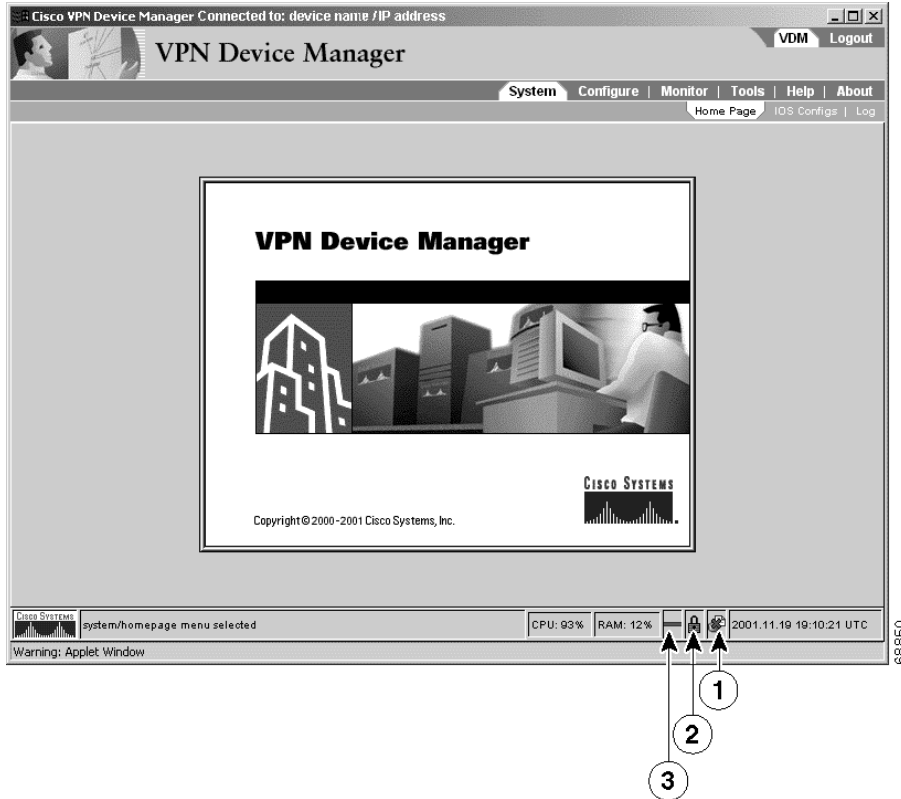 Cisco VPN Device Manager Connected to: device name / IP address
VPN Device Manager
VDM Logout
System Configure | Monitor | Tools | Help | About
Home Page IOS Configs | Log
VPN Device Manager
CISCO SYSTEMS
Copyright © 2000-2001 Cisco Systems, Inc.
CISCO SYSTEMS
system/homepage menu selected
CPU: 93%
RAM: 12%
2001.11.19 19:10:21 UTC
Warning: Applet Window
68850
1
2
3